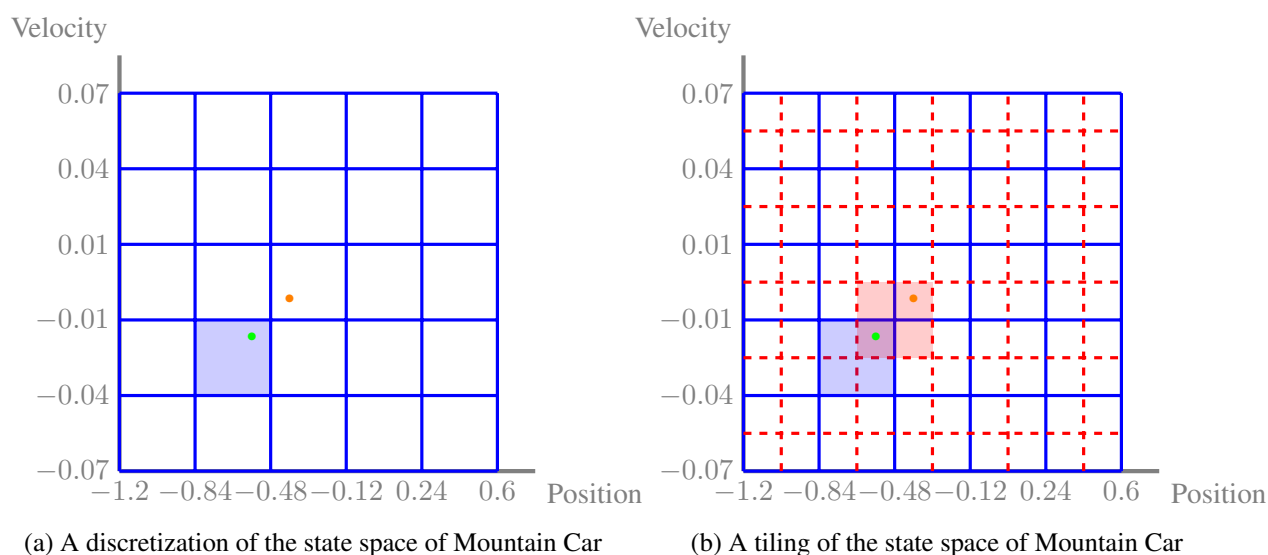 Velocity
0.07
0.04
0.01
−0.01
−0.04
−0.07
−1.2 −0.84 −0.48 −0.12 0.24 0.6
Position
(a) A discretization of the state space of Mountain Car
Velocity
0.07
0.04
0.01
−0.01
−0.04
−0.07
−1.2 −0.84 −0.48 −0.12 0.24 0.6
Position
(b) A tiling of the state space of Mountain Car